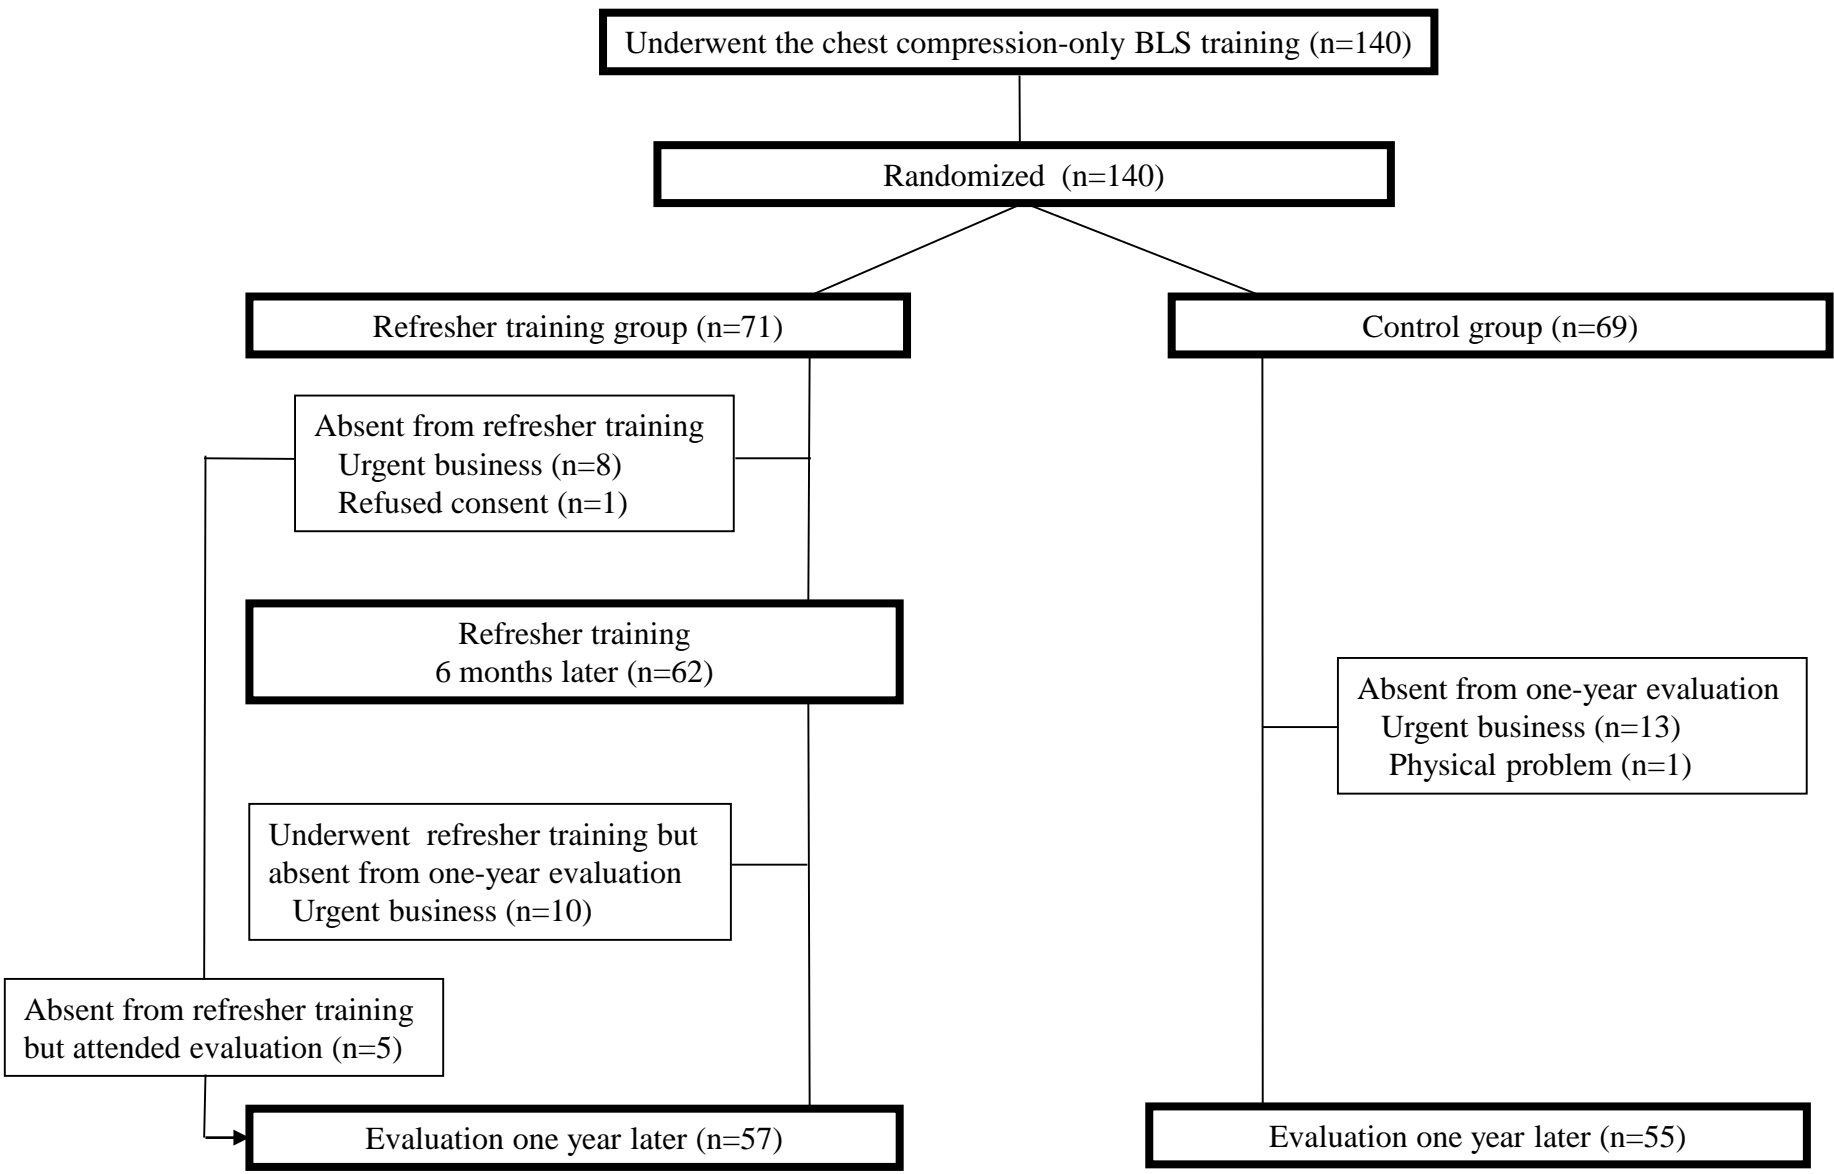 Underwent the chest compression-only BLS training (n=140)
Randomized (n=140)
Refresher training group (n=71)
Control group (n=69)
Absent from refresher training
Urgent business (n=8)
Refused consent (n=1)
Refresher training
6 months later (n=62)
Absent from one-year evaluation
Urgent business (n=13)
Physical problem (n=1)
Underwent refresher training but
absent from one-year evaluation
Urgent business (n=10)
Absent from refresher training
but attended evaluation (n=5)
Evaluation one year later (n=57)
Evaluation one year later (n=55)